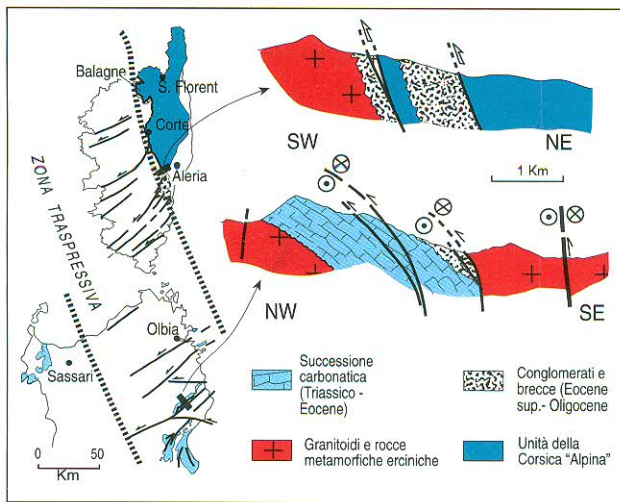 Balagne
S. Florent
Corte
Aleria
ZONA TRASPRESSIVA
Olbia
Sassari
0 50
Km
SW
NE
1 Km
NW
SE
Successione
carbonatica
(Triassico -
Eocene)
Conglomerati e
brecce (Eocene
sup.- Oligocene
Granitoidi e rocce
metamorfiche erciniche
Unità della
Corsica "Alpina"